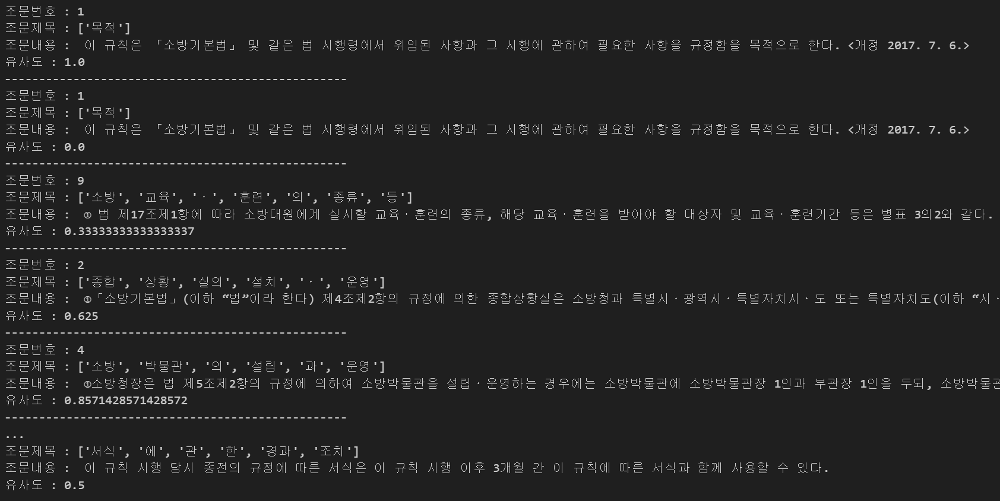 조문번호 : 1
조문제목 : ['목적']
조문내용 :  이 규칙은 「소방기본법」 및 같은 법 시행령에서 위임된 사항과 그 시행에 관하여 필요한 사항을 규정함을 목적으로 한다. <개정 2017. 7. 6.>
유사도 : 1.0
--------------------------------------------------
조문번호 : 1
조문제목 : ['목적']
조문내용 :  이 규칙은 「소방기본법」 및 같은 법 시행령에서 위임된 사항과 그 시행에 관하여 필요한 사항을 규정함을 목적으로 한다. <개정 2017. 7. 6.>
유사도 : 0.0
--------------------------------------------------
조문번호 : 9
조문제목 : ['소방', '교육', 'ㆍ', '훈련', '의', '종류', '등']
조문내용 :  ① 법 제17조제1항에 따라 소방대원에게 실시할 교육ㆍ훈련의 종류, 해당 교육ㆍ훈련을 받아야 할 대상자 및 교육ㆍ훈련기간 등은 별표 3의2와 같다.
유사도 : 0.33333333333333337
--------------------------------------------------
조문번호 : 2
조문제목 : ['종합', '상황', '실의', '설치', 'ㆍ', '운영']
조문내용 :  ①「소방기본법」(이하 “법”이라 한다) 제4조제2항의 규정에 의한 종합상황실은 소방청과 특별시ㆍ광역시ㆍ특별자치시ㆍ도 또는 특별자치도(이하 “시ㆍ
유사도 : 0.625
--------------------------------------------------
조문번호 : 4
조문제목 : ['소방', '박물관', '의', '설립', '과', '운영']
조문내용 :  ①소방청장은 법 제5조제2항의 규정에 의하여 소방박물관을 설립ㆍ운영하는 경우에는 소방박물관에 소방박물관장 1인과 부관장 1인을 두되, 소방박물관
유사도 : 0.8571428571428572
--------------------------------------------------
...
조문제목 : ['서식', '에', '관', '한', '경과', '조치']
조문내용 :  이 규칙 시행 당시 종전의 규정에 따른 서식은 이 규칙 시행 이후 3개월 간 이 규칙에 따른 서식과 함께 사용할 수 있다.
유사도 : 0.5